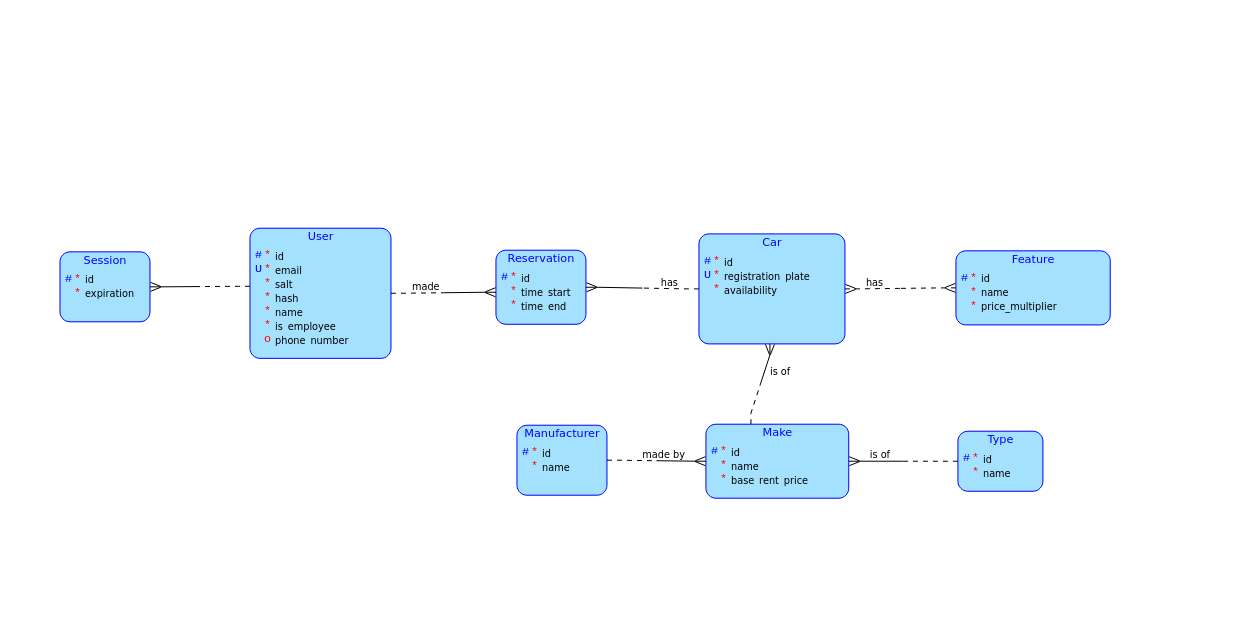 Session
# * id
* expiration
User
# * id
U * email
* salt
* hash
* name
* is employee
o phone number
made
Reservation
# * id
* time start
* time end
has
Car
# * id
U * registration plate
* availability
has
Feature
# * id
* name
* price_multiplier
is of
Manufacturer
# * id
* name
made by
Make
# * id
* name
* base rent price
is of
Type
# * id
* name